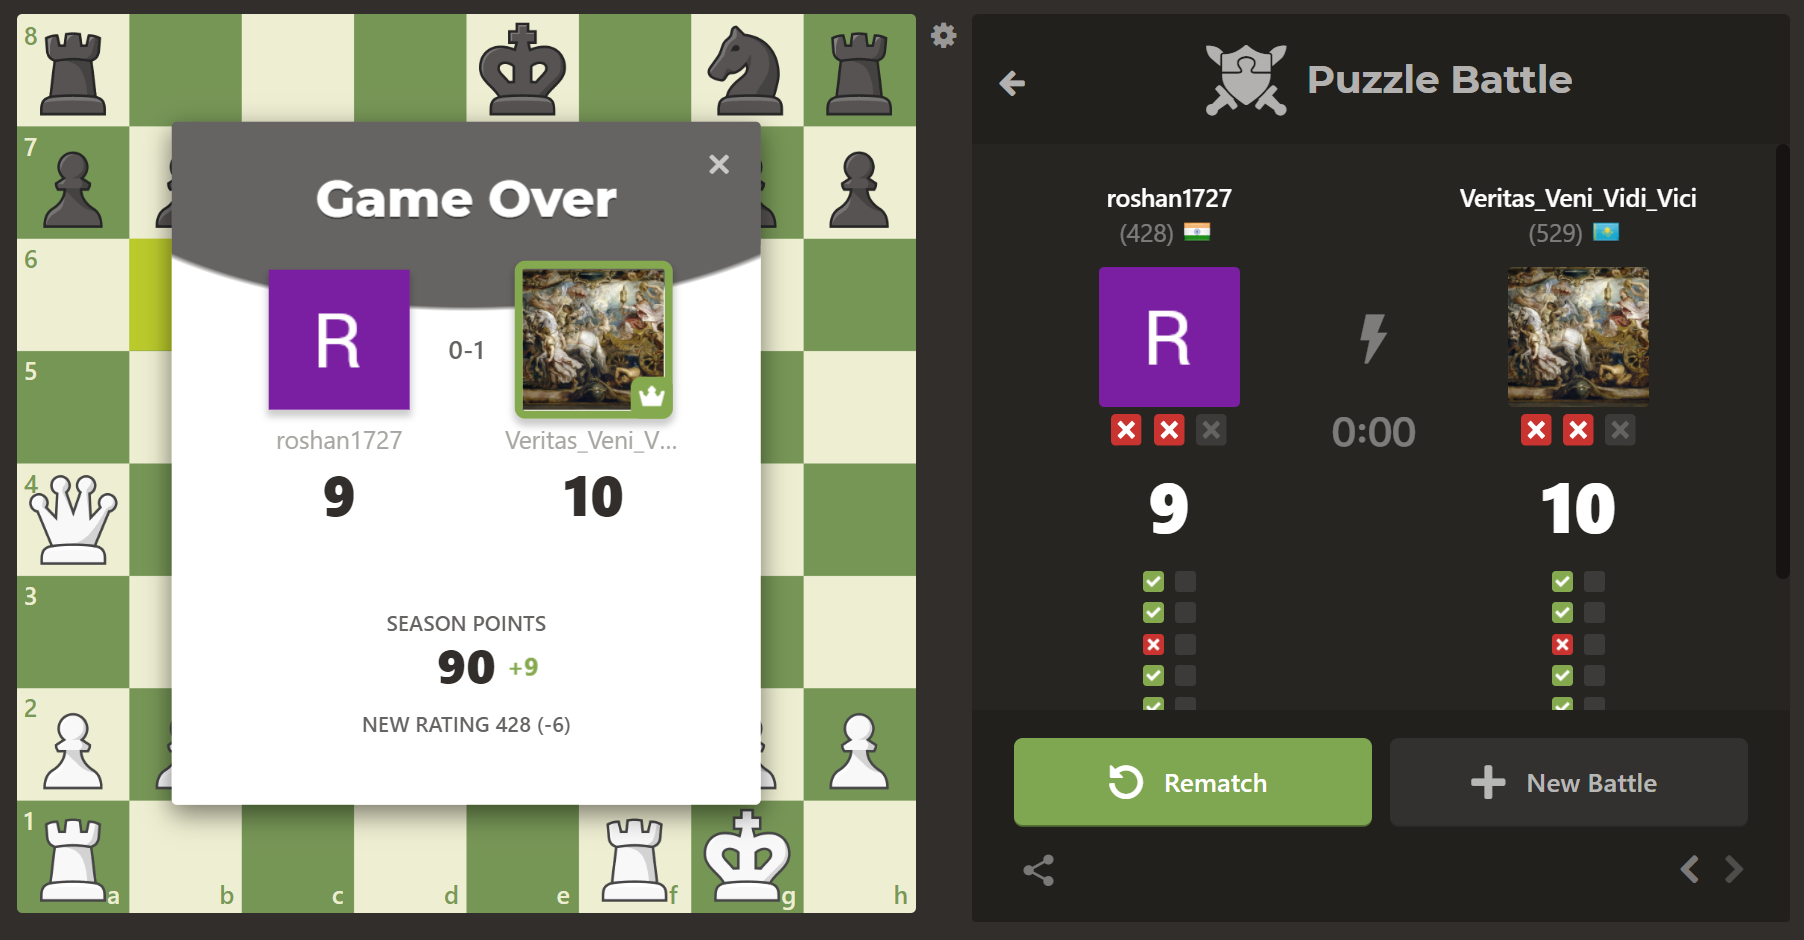 8
7
6
5
4
3
2
1
a b c d e f g h
Game Over
R
0-1
roshan1727
Veritas_Veni_V...
9
10
SEASON POINTS
90 +9
NEW RATING 428 (-6)
Puzzle Battle
roshan1727
(428)
Veritas_Veni_Vidi_Vici
(529)
R
0:00
9
10
Rematch
New Battle